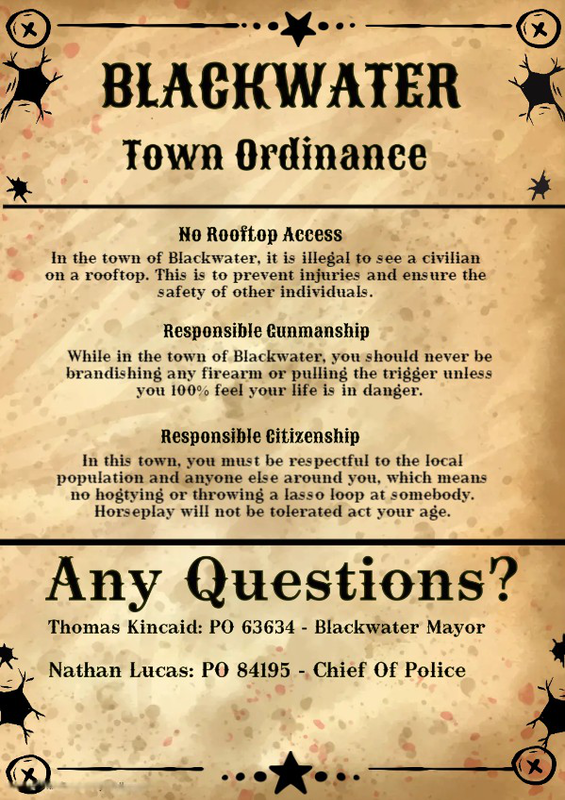 BLACKWATER
Town Ordinance
No Rooftop Access
In the town of Blackwater, it is illegal to see a civilian
on a rooftop. This is to prevent injuries and ensure the
safety of other individuals.
Responsible Gunmanship
While in the town of Blackwater, you should never be
brandishing any firearm or pulling the trigger unless
you 100% feel your life is in danger.
Responsible Citizenship
In this town, you must be respectful to the local
population and anyone else around you, which means
no hogtying or throwing a lasso loop at somebody.
Horseplay will not be tolerated act your age.
Any Questions?
Thomas Kincaid: PO 63634 - Blackwater Mayor
Nathan Lucas: PO 84195 - Chief Of Police